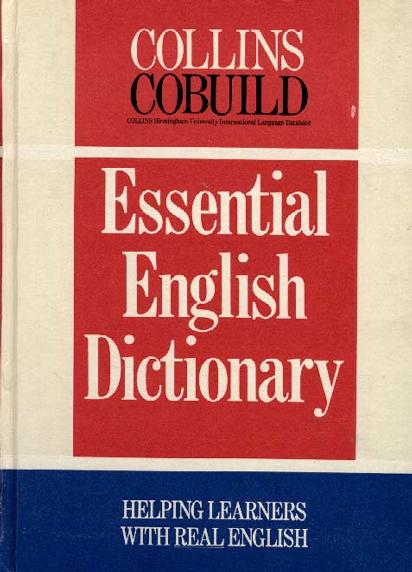 COLLINS
COBUILD
COLLINS Birmingham University International Language Database
Essential
English
Dictionary
HELPING LEARNERS
WITH REAL ENGLISH